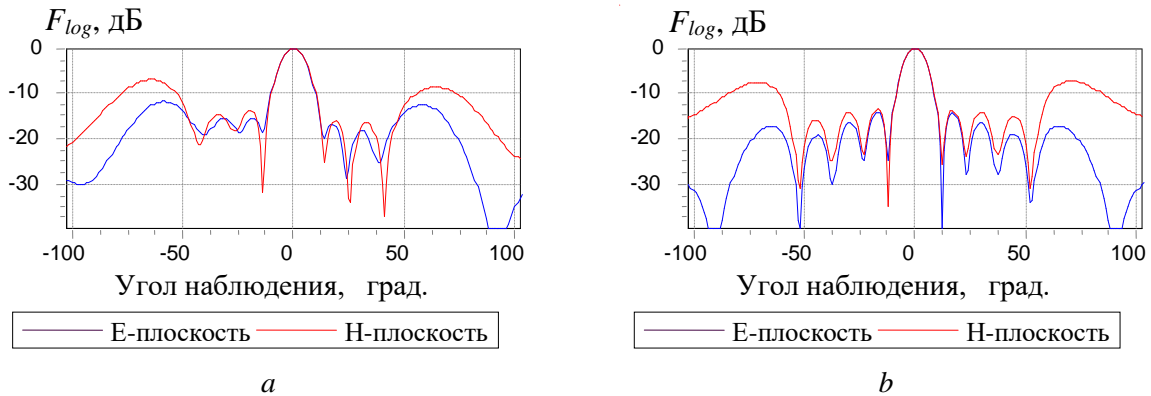 F_log, дБ
0
-10
-20
-30
-100
-50
0
50
100
Угол наблюдения, град.
Е-плоскость
Н-плоскость
a
F_log, дБ
0
-10
-20
-30
-100
-50
0
50
100
Угол наблюдения, град.
Е-плоскость
Н-плоскость
b